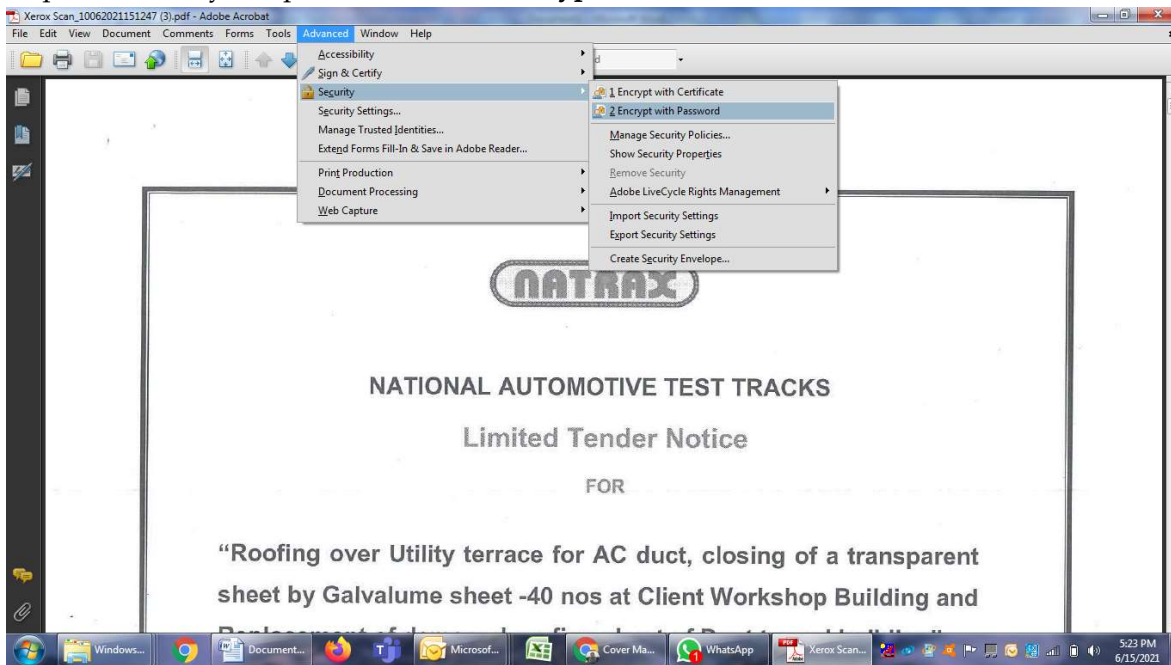 Xerox Scan_10062021151247 (3).pdf - Adobe Acrobat
File Edit View Document Comments Forms Tools Advanced Window Help
Accessibility
Sign & Certify
Security
Security Settings...
Manage Trusted Identities...
Extend Forms Fill-In & Save in Adobe Reader...
Print Production
Document Processing
Web Capture
1 Encrypt with Certificate
2 Encrypt with Password
Manage Security Policies...
Show Security Properties
Remove Security
Adobe LiveCycle Rights Management
Import Security Settings
Export Security Settings
Create Security Envelope...
NATRAX
NATIONAL AUTOMOTIVE TEST TRACKS
Limited Tender Notice
FOR
“Roofing over Utility terrace for AC duct, closing of a transparent
sheet by Galvalume sheet -40 nos at Client Workshop Building and
Windows... Document... Microsof... Cover Ma... WhatsApp Xerox Scan... 5:23 PM
6/15/2021